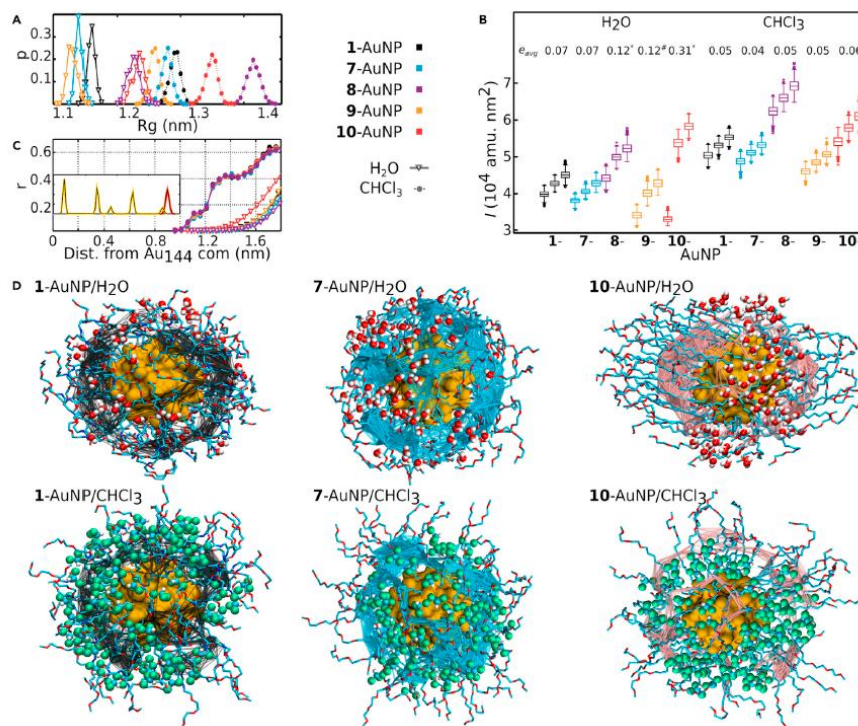 A
p
0.3
0.2
0.1
1.1
1.2
1.3
1.4
Rg (nm)
1-AuNP
7-AuNP
8-AuNP
9-AuNP
10-AuNP
H2O
CHCl3
C
r
0.6
0.4
0.2
0
0.4
0.8
1.2
1.6
Dist. from Au144 com (nm)
B
H2O CHCl3
eavg 0.07 0.07 0.12* 0.12# 0.31* 0.05 0.04 0.05 0.05 0.06
I (10⁴ amu. nm²)
7
6
5
4
3
1- 7- 8- 9- 10- 1- 7- 8- 9- 10
AuNP
D 1-AuNP/H2O 7-AuNP/H2O 10-AuNP/H2O
1-AuNP/CHCl3 7-AuNP/CHCl3 10-AuNP/CHCl3